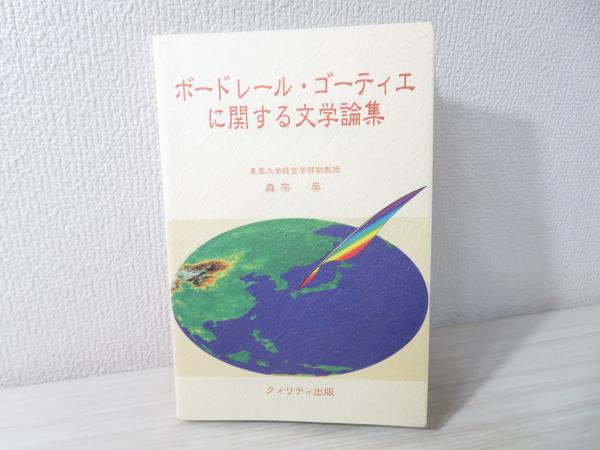 ボードレール・ゴーティエ
に関する文学論集
東亜大学経営学部助教授
森宗 崇
クォリティ出版